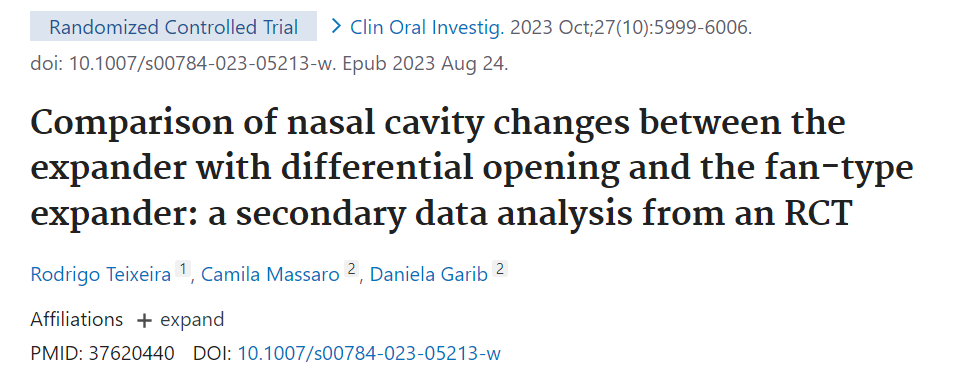 Randomized Controlled Trial > Clin Oral Investig. 2023 Oct;27(10):5999-6006.
doi: 10.1007/s00784-023-05213-w. Epub 2023 Aug 24.
Comparison of nasal cavity changes between the
expander with differential opening and the fan-type
expander: a secondary data analysis from an RCT
Rodrigo Teixeira 1, Camila Massaro 2, Daniela Garib 2
Affiliations + expand
PMID: 37620440 DOI: 10.1007/s00784-023-05213-w